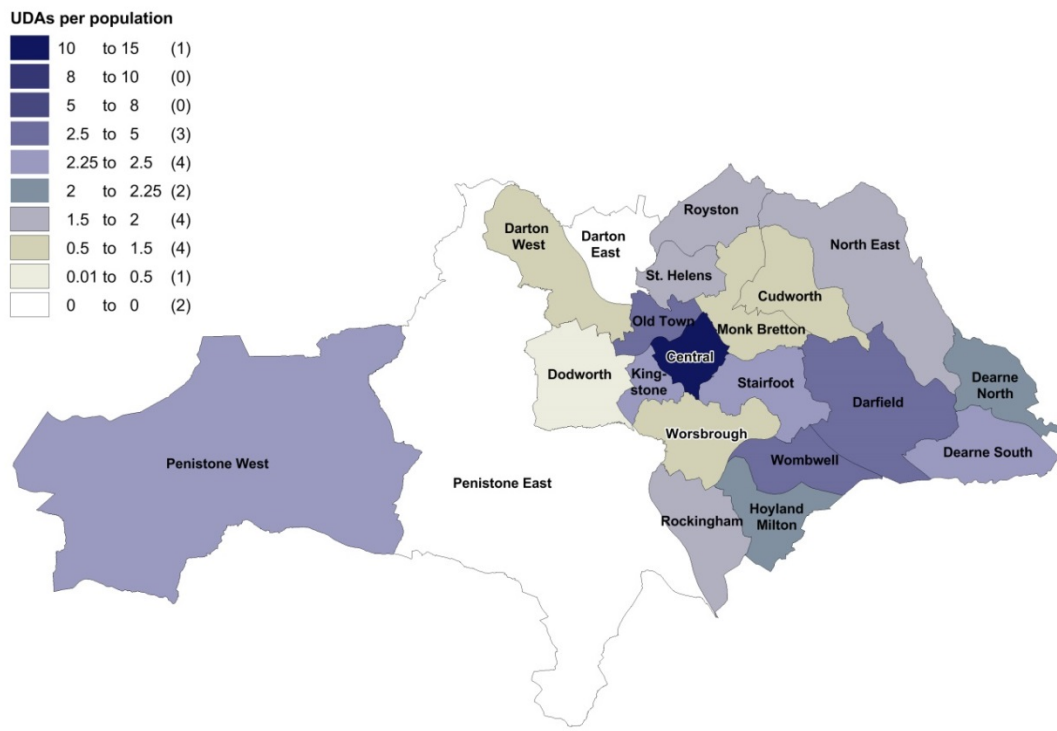 UDAs per population
10 to 15 (1)
8 to 10 (0)
5 to 8 (0)
2.5 to 5 (3)
2.25 to 2.5 (4)
2 to 2.25 (2)
1.5 to 2 (4)
0.5 to 1.5 (4)
0.01 to 0.5 (1)
0 to 0 (2)
Royston
Darton
West
Darton
East
North East
St. Helens
Cudworth
Old Town
Monk Bretton
Central
Dodworth
King-
stone
Stairfoot
Dearne
North
Darfield
Worsbrough
Dearne South
Penistone West
Wombwell
Penistone East
Hoyland
Milton
Rockingham